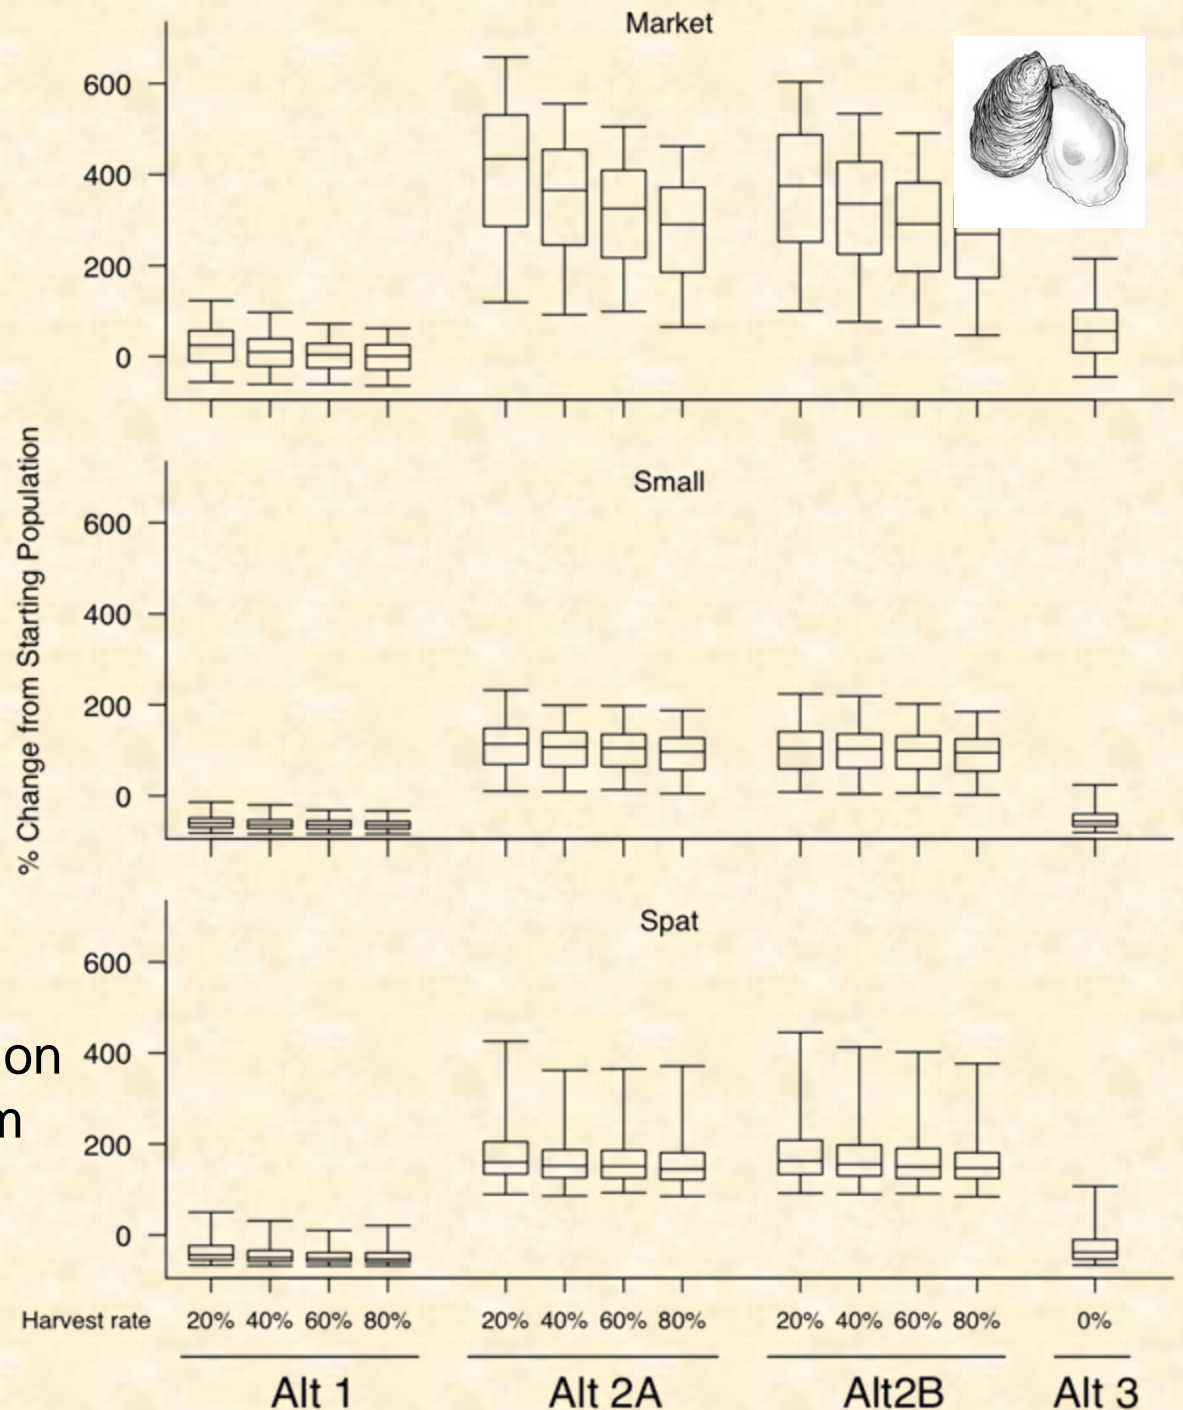 Market
600
400
200
0
% Change from Starting Population
Small
600
400
200
0
Spat
600
on
400
m
200
0
Harvest rate 20% 40% 60% 80% 20% 40% 60% 80% 20% 40% 60% 80% 0%
Alt 1 Alt 2A Alt2B Alt 3